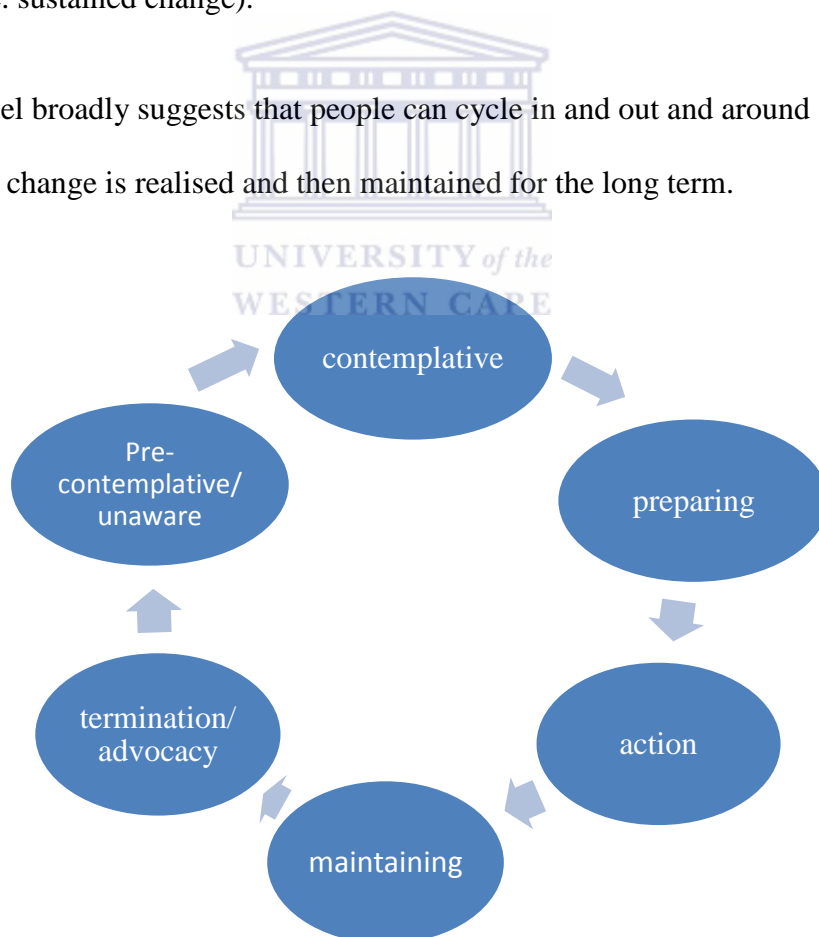 : sustained change).
el broadly suggests that people can cycle in and out and around
change is realised and then maintained for the long term.
UNIVERSITY of the
WESTERN CAPE
contemplative
Pre-
contemplative/
unaware
preparing
termination/
advocacy
action
maintaining